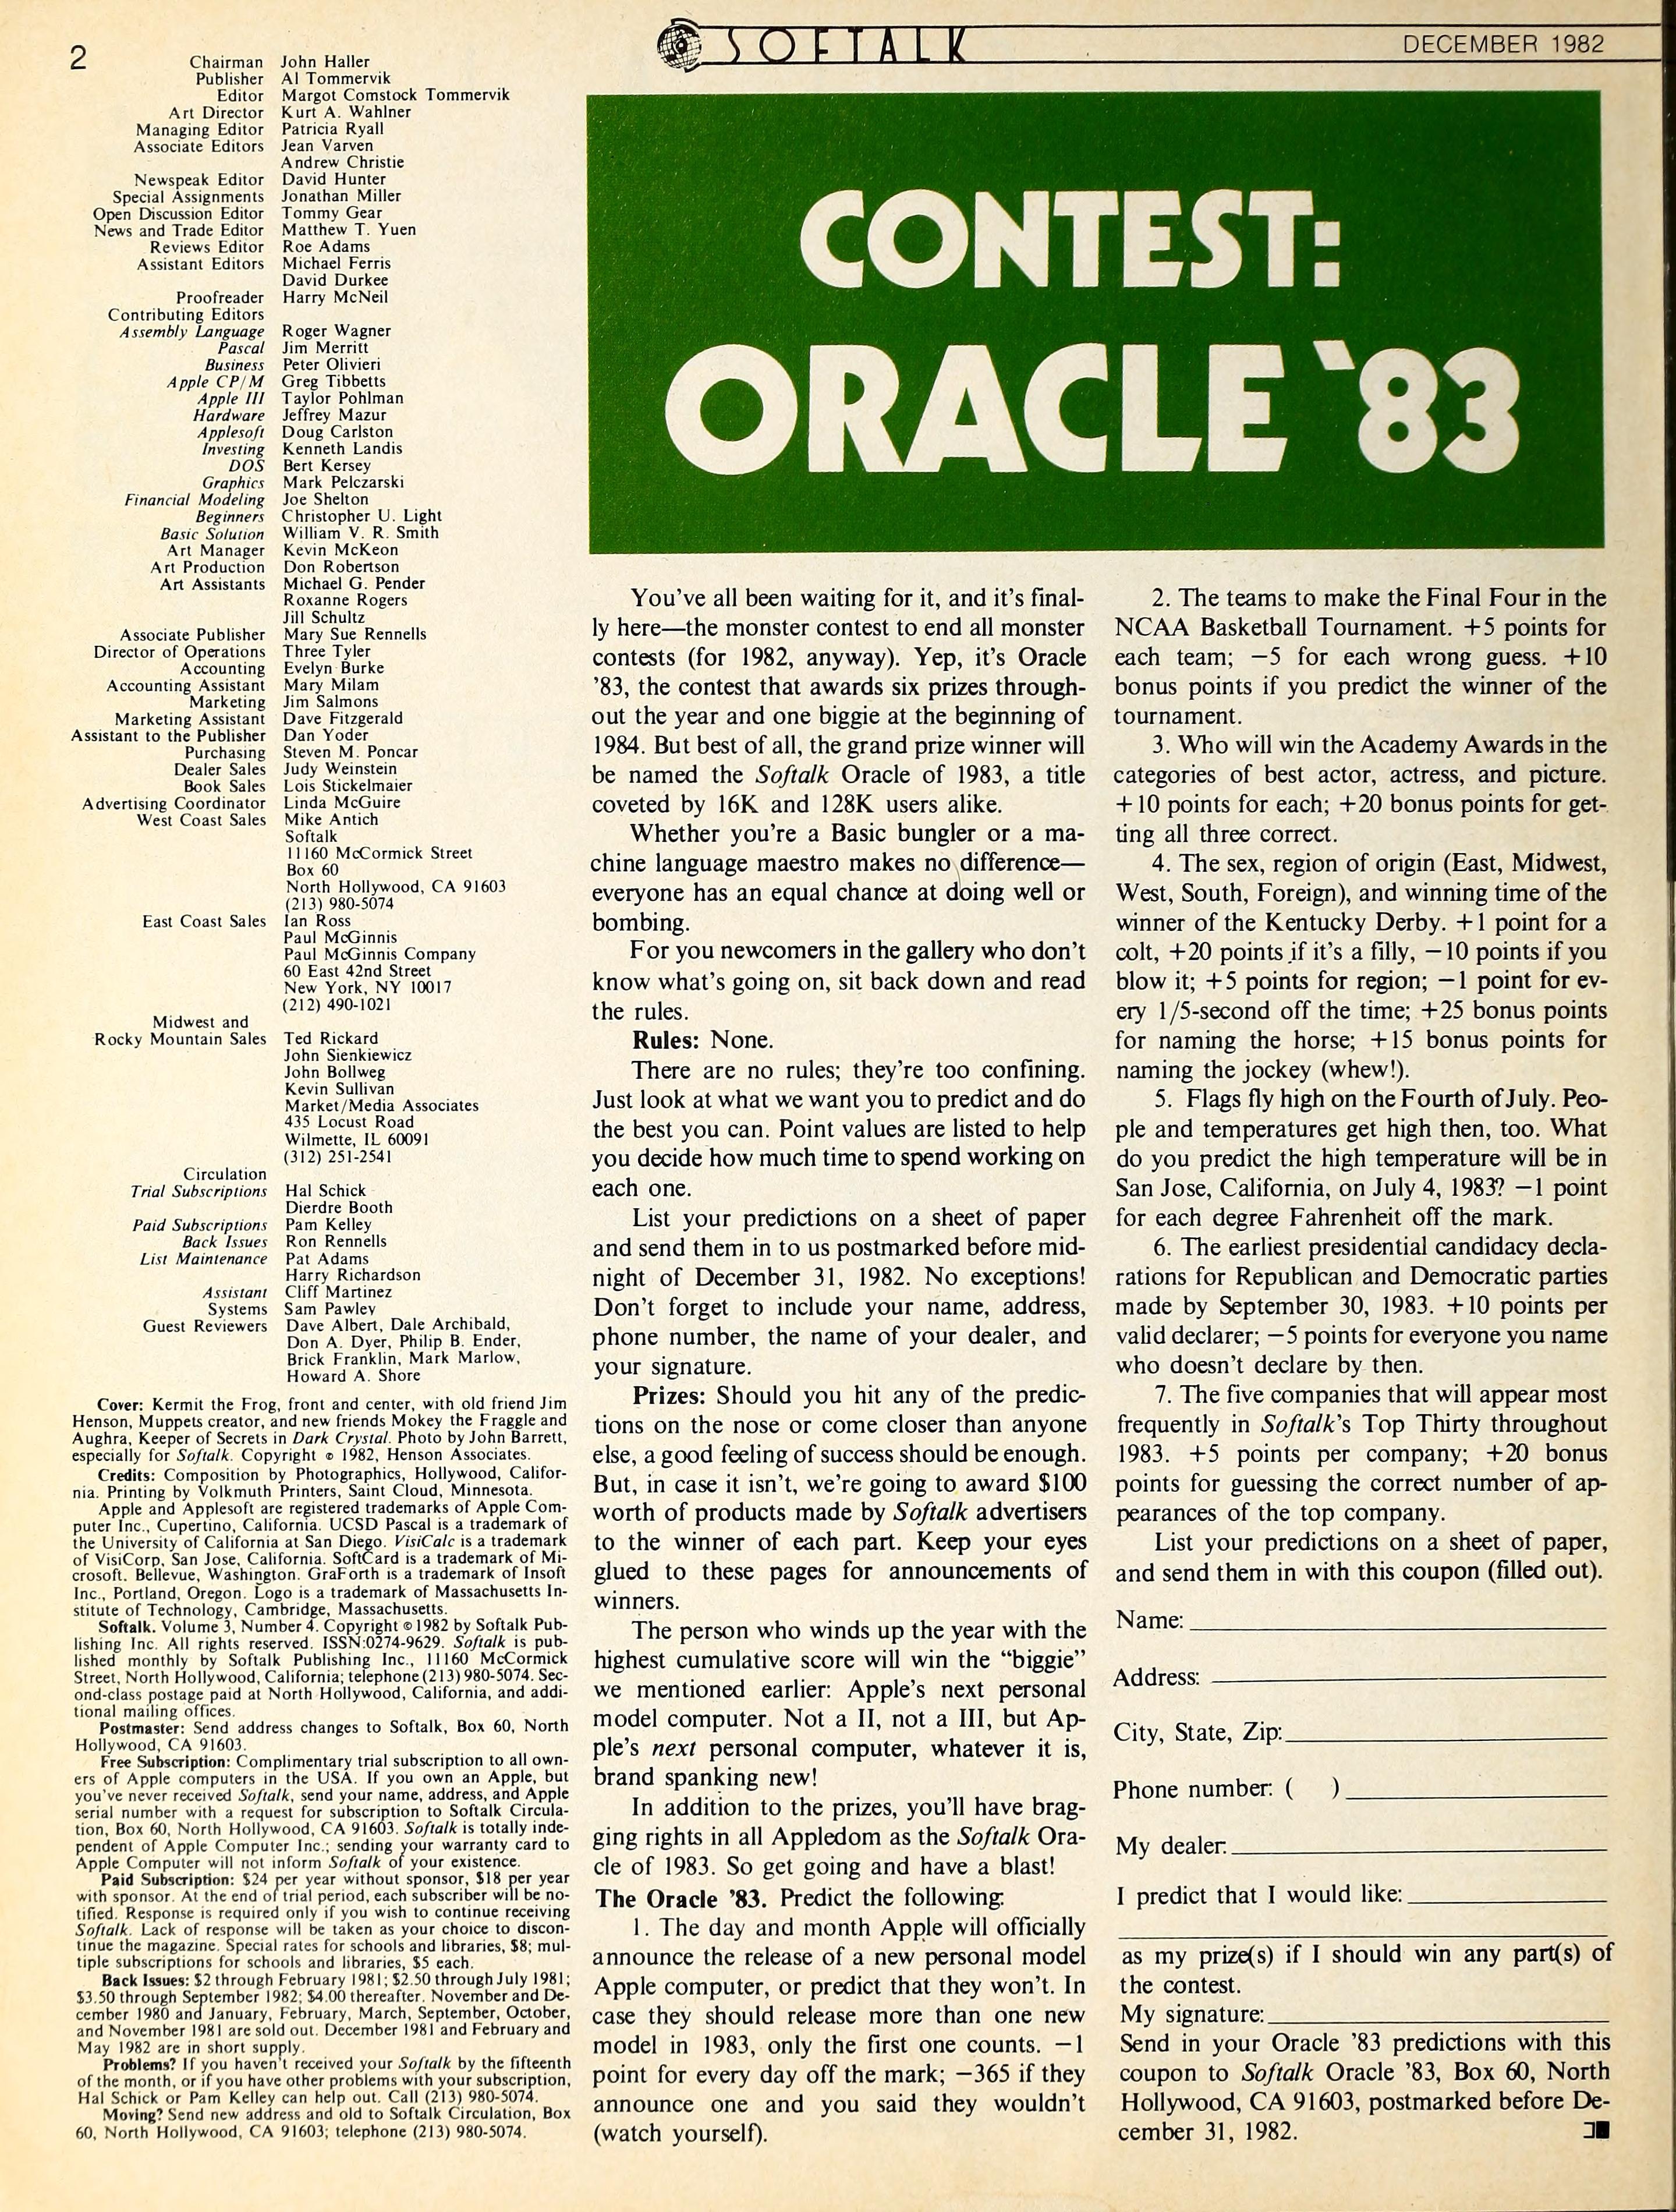 2
SOFTALK
DECEMBER 1982
Chairman John Haller
Publisher Al Tommervik
Editor Margot Comstock Tommervik
Art Director Kurt A. Wahlner
Managing Editor Patricia Ryall
Associate Editors Jean Varven
Andrew Christie
Newspeak Editor David Hunter
Special Assignments Jonathan Miller
Open Discussion Editor Tommy Gear
News and Trade Editor Matthew T. Yuen
Reviews Editor Roe Adams
Assistant Editors Michael Ferris
David Durkee
Proofreader Harry McNeil
Contributing Editors
Assembly Language Roger Wagner
Pascal Jim Merritt
Business Peter Olivieri
Apple CP/M Greg Tibbetts
Apple III Taylor Pohlman
Hardware Jeffrey Mazur
Applesoft Doug Carlston
Investing Kenneth Landis
DOS Bert Kersey
Graphics Mark Pelczarski
Financial Modeling Joe Shelton
Beginners Christopher U. Light
Basic Solution William V. R. Smith
Art Manager Kevin McKeon
Art Production Don Robertson
Art Assistants Michael G. Pender
Roxanne Rogers
Jill Schultz
Associate Publisher Mary Sue Rennells
Director of Operations Three Tyler
Accounting Evelyn Burke
Accounting Assistant Mary Milam
Marketing Jim Salmons
Marketing Assistant Dave Fitzgerald
Assistant to the Publisher Dan Yoder
Purchasing Steven M. Poncar
Dealer Sales Judy Weinstein
Book Sales Lois Stickelmaier
Advertising Coordinator Linda McGuire
West Coast Sales Mike Antich
Softalk
11160 McCormick Street
Box 60
North Hollywood, CA 91603
(213) 980-5074
East Coast Sales Ian Ross
Paul McGinnis
Paul McGinnis Company
60 East 42nd Street
New York, NY 10017
(212) 490-1021
Midwest and
Rocky Mountain Sales Ted Rickard
John Sienkiewicz
John Bollweg
Kevin Sullivan
Market/Media Associates
435 Locust Road
Wilmette, IL 60091
(312) 251-2541
Circulation
Trial Subscriptions Hal Schick
Dierdre Booth
Paid Subscriptions Pam Kelley
Back Issues Ron Rennells
List Maintenance Pat Adams
Harry Richardson
Assistant Cliff Martinez
Systems Sam Pawley
Guest Reviewers Dave Albert, Dale Archibald,
Don A. Dyer, Philip B. Ender,
Brick Franklin, Mark Marlow,
Howard A. Shore
Cover: Kermit the Frog, front and center, with old friend Jim
Henson, Muppets creator, and new friends Mokey the Fraggle and
Aughra, Keeper of Secrets in Dark Crystal. Photo by John Barrett,
especially for Softalk. Copyright © 1982, Henson Associates.
Credits: Composition by Photographics, Hollywood, Califor-
nia. Printing by Volkmuth Printers, Saint Cloud, Minnesota.
Apple and Applesoft are registered trademarks of Apple Com-
puter Inc., Cupertino, California. UCSD Pascal is a trademark of
the University of California at San Diego. VisiCalc is a trademark
of VisiCorp, San Jose, California. SoftCard is a trademark of Mi-
crosoft. Bellevue, Washington. GraForth is a trademark of Insoft
Inc., Portland, Oregon. Logo is a trademark of Massachusetts In-
stitute of Technology, Cambridge, Massachusetts.
Softalk. Volume 3, Number 4. Copyright © 1982 by Softalk Pub-
lishing Inc. All rights reserved. ISSN:0274-9629. Softalk is pub-
lished monthly by Softalk Publishing Inc., 11160 McCormick
Street, North Hollywood, California; telephone (213) 980-5074. Sec-
ond-class postage paid at North Hollywood, California, and addi-
tional mailing offices.
Postmaster: Send address changes to Softalk, Box 60, North
Hollywood, CA 91603.
Free Subscription: Complimentary trial subscription to all own-
ers of Apple computers in the USA. If you own an Apple, but
you've never received Softalk, send your name, address, and Apple
serial number with a request for subscription to Softalk Circula-
tion, Box 60, North Hollywood, CA 91603. Softalk is totally inde-
pendent of Apple Computer Inc.; sending your warranty card to
Apple Computer will not inform Softalk of your existence.
Paid Subscription: $24 per year without sponsor, $18 per year
with sponsor. At the end of trial period, each subscriber will be no-
tified. Response is required only if you wish to continue receiving
Softalk. Lack of response will be taken as your choice to discon-
tinue the magazine. Special rates for schools and libraries, $8; mul-
tiple subscriptions for schools and libraries, $5 each.
Back Issues: $2 through February 1981; $2.50 through July 1981;
$3.50 through September 1982; $4.00 thereafter. November and De-
cember 1980 and January, February, March, September, October,
and November 1981 are sold out. December 1981 and February and
May 1982 are in short supply.
Problems? If you haven't received your Softalk by the fifteenth
of the month, or if you have other problems with your subscription,
Hal Schick or Pam Kelley can help out. Call (213) 980-5074.
Moving? Send new address and old to Softalk Circulation, Box
60, North Hollywood, CA 91603; telephone (213) 980-5074.
CONTEST:
ORACLE '83
You've all been waiting for it, and it's final-
ly here—the monster contest to end all monster
contests (for 1982, anyway). Yep, it's Oracle
'83, the contest that awards six prizes through-
out the year and one biggie at the beginning of
1984. But best of all, the grand prize winner will
be named the Softalk Oracle of 1983, a title
coveted by 16K and 128K users alike.
Whether you're a Basic bungler or a ma-
chine language maestro makes no difference—
everyone has an equal chance at doing well or
bombing.
For you newcomers in the gallery who don't
know what's going on, sit back down and read
the rules.
Rules: None.
There are no rules; they're too confining.
Just look at what we want you to predict and do
the best you can. Point values are listed to help
you decide how much time to spend working on
each one.
List your predictions on a sheet of paper
and send them in to us postmarked before mid-
night of December 31, 1982. No exceptions!
Don't forget to include your name, address,
phone number, the name of your dealer, and
your signature.
Prizes: Should you hit any of the predic-
tions on the nose or come closer than anyone
else, a good feeling of success should be enough.
But, in case it isn't, we're going to award $100
worth of products made by Softalk advertisers
to the winner of each part. Keep your eyes
glued to these pages for announcements of
winners.
The person who winds up the year with the
highest cumulative score will win the "biggie"
we mentioned earlier: Apple's next personal
model computer. Not a II, not a III, but Ap-
ple's next personal computer, whatever it is,
brand spanking new!
In addition to the prizes, you'll have brag-
ging rights in all Appledom as the Softalk Ora-
cle of 1983. So get going and have a blast!
The Oracle '83. Predict the following:
1. The day and month Apple will officially
announce the release of a new personal model
Apple computer, or predict that they won't. In
case they should release more than one new
model in 1983, only the first one counts. −1
point for every day off the mark; −365 if they
announce one and you said they wouldn't
(watch yourself).
2. The teams to make the Final Four in the
NCAA Basketball Tournament. +5 points for
each team; −5 for each wrong guess. +10
bonus points if you predict the winner of the
tournament.
3. Who will win the Academy Awards in the
categories of best actor, actress, and picture.
+10 points for each; +20 bonus points for get-
ting all three correct.
4. The sex, region of origin (East, Midwest,
West, South, Foreign), and winning time of the
winner of the Kentucky Derby. +1 point for a
colt, +20 points if it's a filly, −10 points if you
blow it; +5 points for region; −1 point for ev-
ery 1/5-second off the time; +25 bonus points
for naming the horse; +15 bonus points for
naming the jockey (whew!).
5. Flags fly high on the Fourth of July. Peo-
ple and temperatures get high then, too. What
do you predict the high temperature will be in
San Jose, California, on July 4, 1983? −1 point
for each degree Fahrenheit off the mark.
6. The earliest presidential candidacy decla-
rations for Republican and Democratic parties
made by September 30, 1983. +10 points per
valid declarer; −5 points for everyone you name
who doesn't declare by then.
7. The five companies that will appear most
frequently in Softalk's Top Thirty throughout
1983. +5 points per company; +20 bonus
points for guessing the correct number of ap-
pearances of the top company.
List your predictions on a sheet of paper,
and send them in with this coupon (filled out).
Name:
Address:
City, State, Zip:
Phone number: ( )
My dealer:
I predict that I would like:
as my prize(s) if I should win any part(s) of
the contest.
My signature:
Send in your Oracle '83 predictions with this
coupon to Softalk Oracle '83, Box 60, North
Hollywood, CA 91603, postmarked before De-
cember 31, 1982.